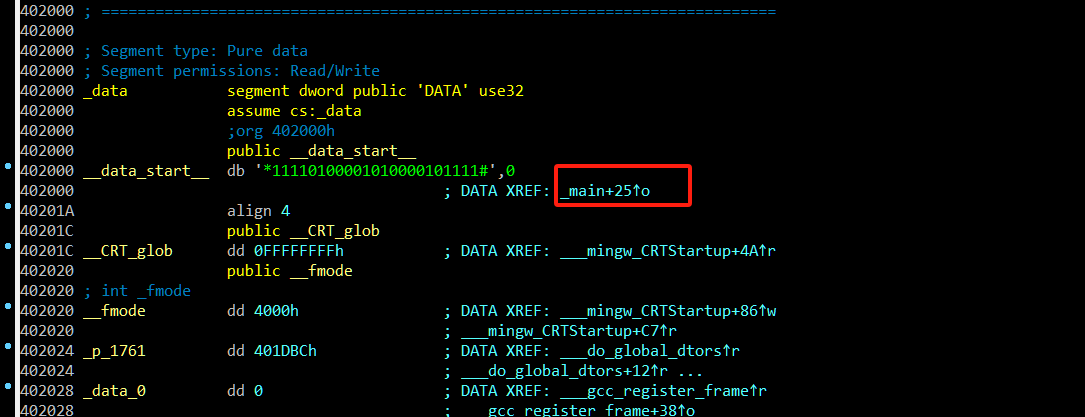 402000 ; ===========================================================================
402000
402000 ; Segment type: Pure data
402000 ; Segment permissions: Read/Write
402000 _data segment dword public 'DATA' use32
402000 assume cs:_data
402000 ;org 402000h
402000 public __data_start__
402000 __data_start__ db '*11110100001010000101111#',0
402000 ; DATA XREF: _main+25↑o
40201A align 4
40201C public __CRT_glob
40201C __CRT_glob dd 0FFFFFFFFh ; DATA XREF: ___mingw_CRTStartup+4A↑r
402020 public __fmode
402020 ; int _fmode
402020 __fmode dd 4000h ; DATA XREF: ___mingw_CRTStartup+86↑w
402020 ; ___mingw_CRTStartup+C7↑r
402024 _p_1761 dd 401DBCh ; DATA XREF: ___do_global_dtors↑r
402024 ; ___do_global_dtors+12↑r ...
402028 _data_0 dd 0 ; DATA XREF: ___gcc_register_frame↑r
402028 ; ___gcc_register_frame+38↑o